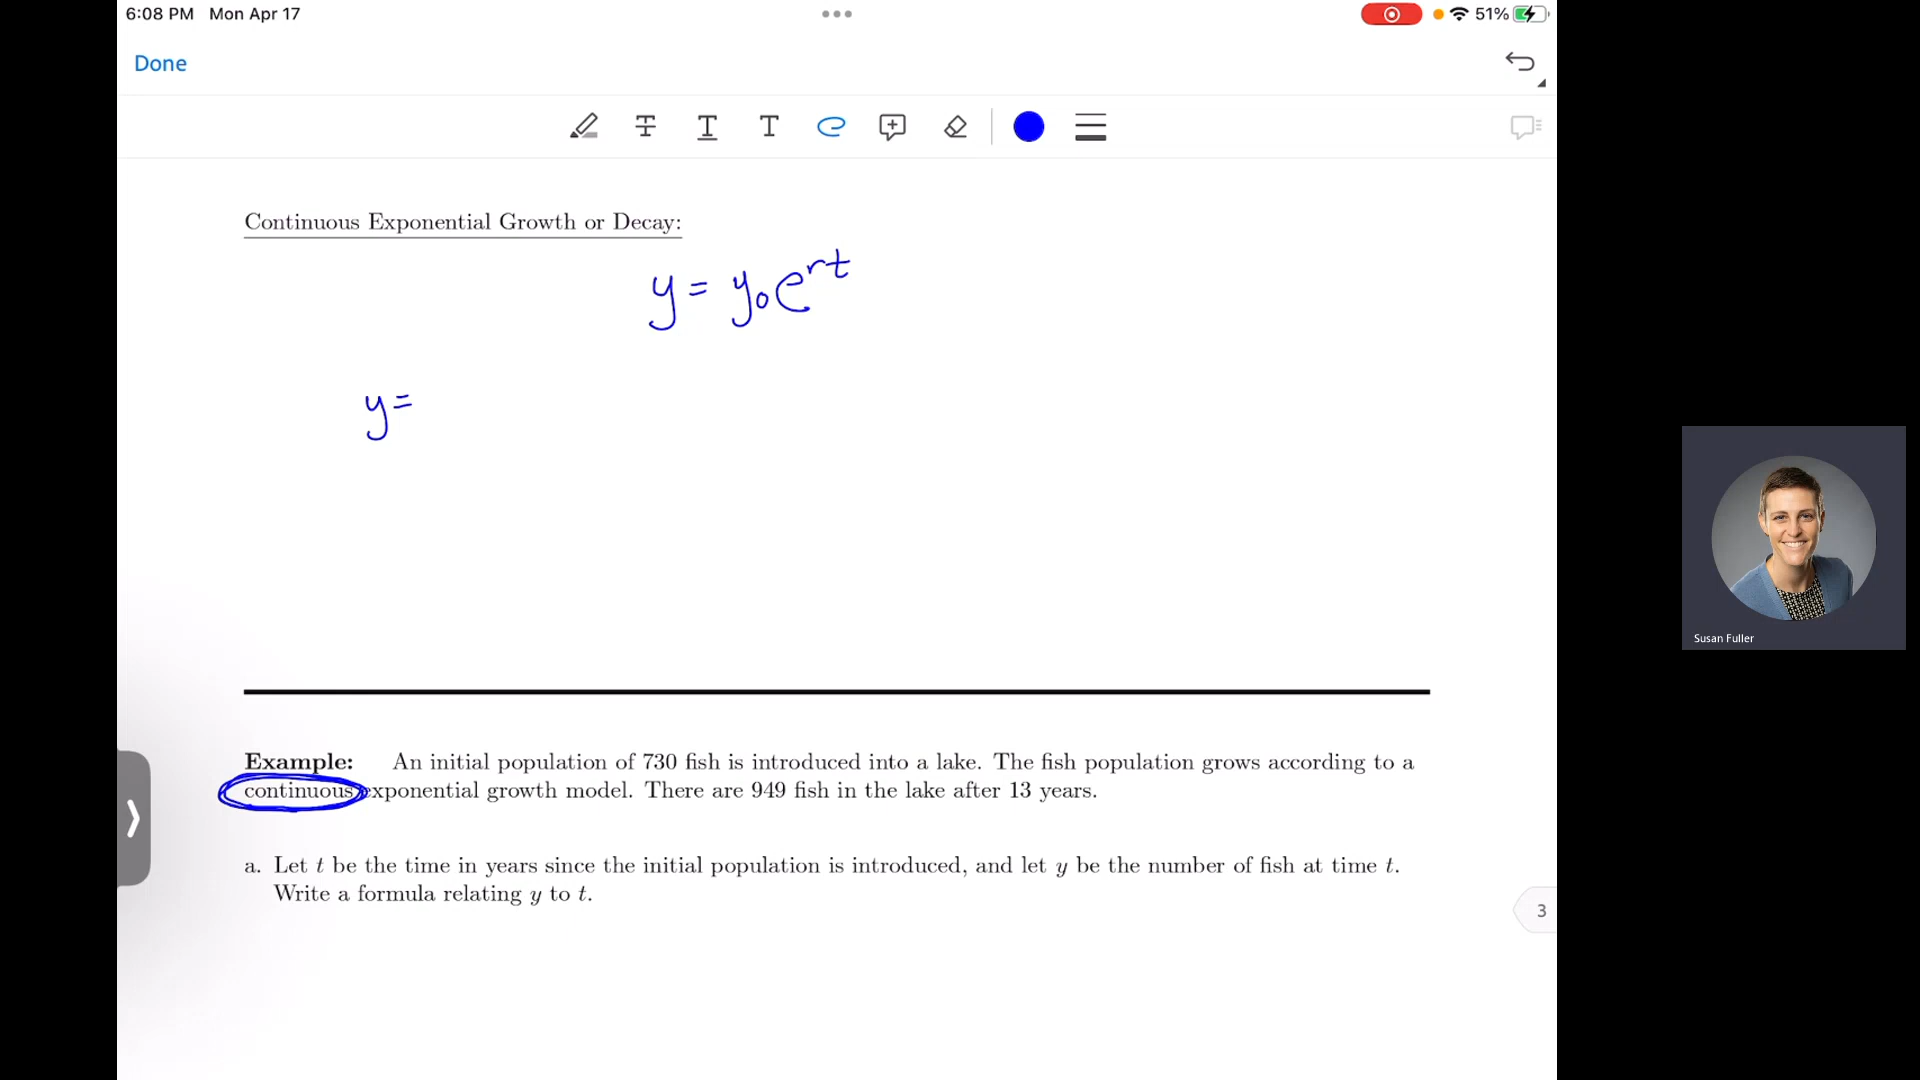 6:08 PM Mon Apr 17
51%
Done
T T T
Continuous Exponential Growth or Decay:
y = y₀e^{rt}
y =
Example: An initial population of 730 fish is introduced into a lake. The fish population grows according to a
continuous exponential growth model. There are 949 fish in the lake after 13 years.
a. Let t be the time in years since the initial population is introduced, and let y be the number of fish at time t.
Write a formula relating y to t.
3
Susan Fuller